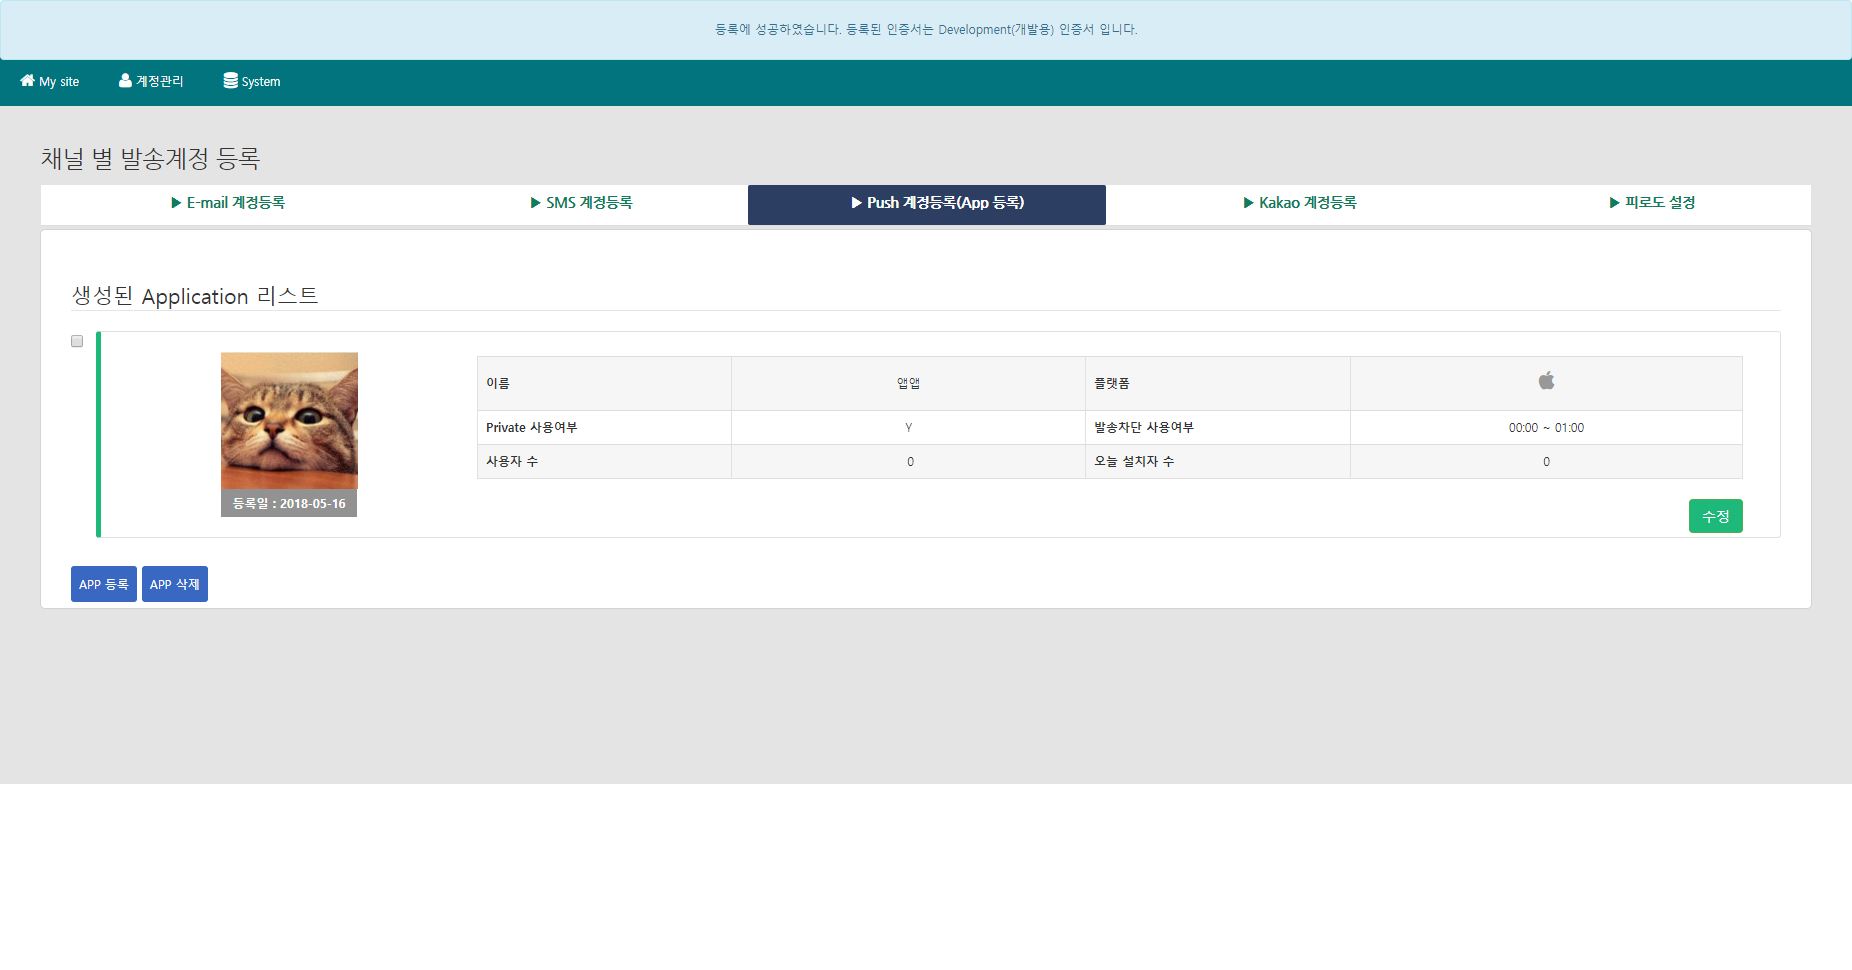 등록에 성공하였습니다. 등록된 인증서는 Development(개발용) 인증서 입니다.
My site 계정관리 System
채널 별 발송계정 등록
▶ E-mail 계정등록 ▶ SMS 계정등록 ▶ Push 계정등록(App 등록) ▶ Kakao 계정등록 ▶ 피로도 설정
생성된 Application 리스트
이름 앱앱 플랫폼
Private 사용여부 Y 발송차단 사용여부 00:00 ~ 01:00
사용자 수 0 오늘 설치자 수 0
등록일 : 2018-05-16
수정
APP 등록 APP 삭제